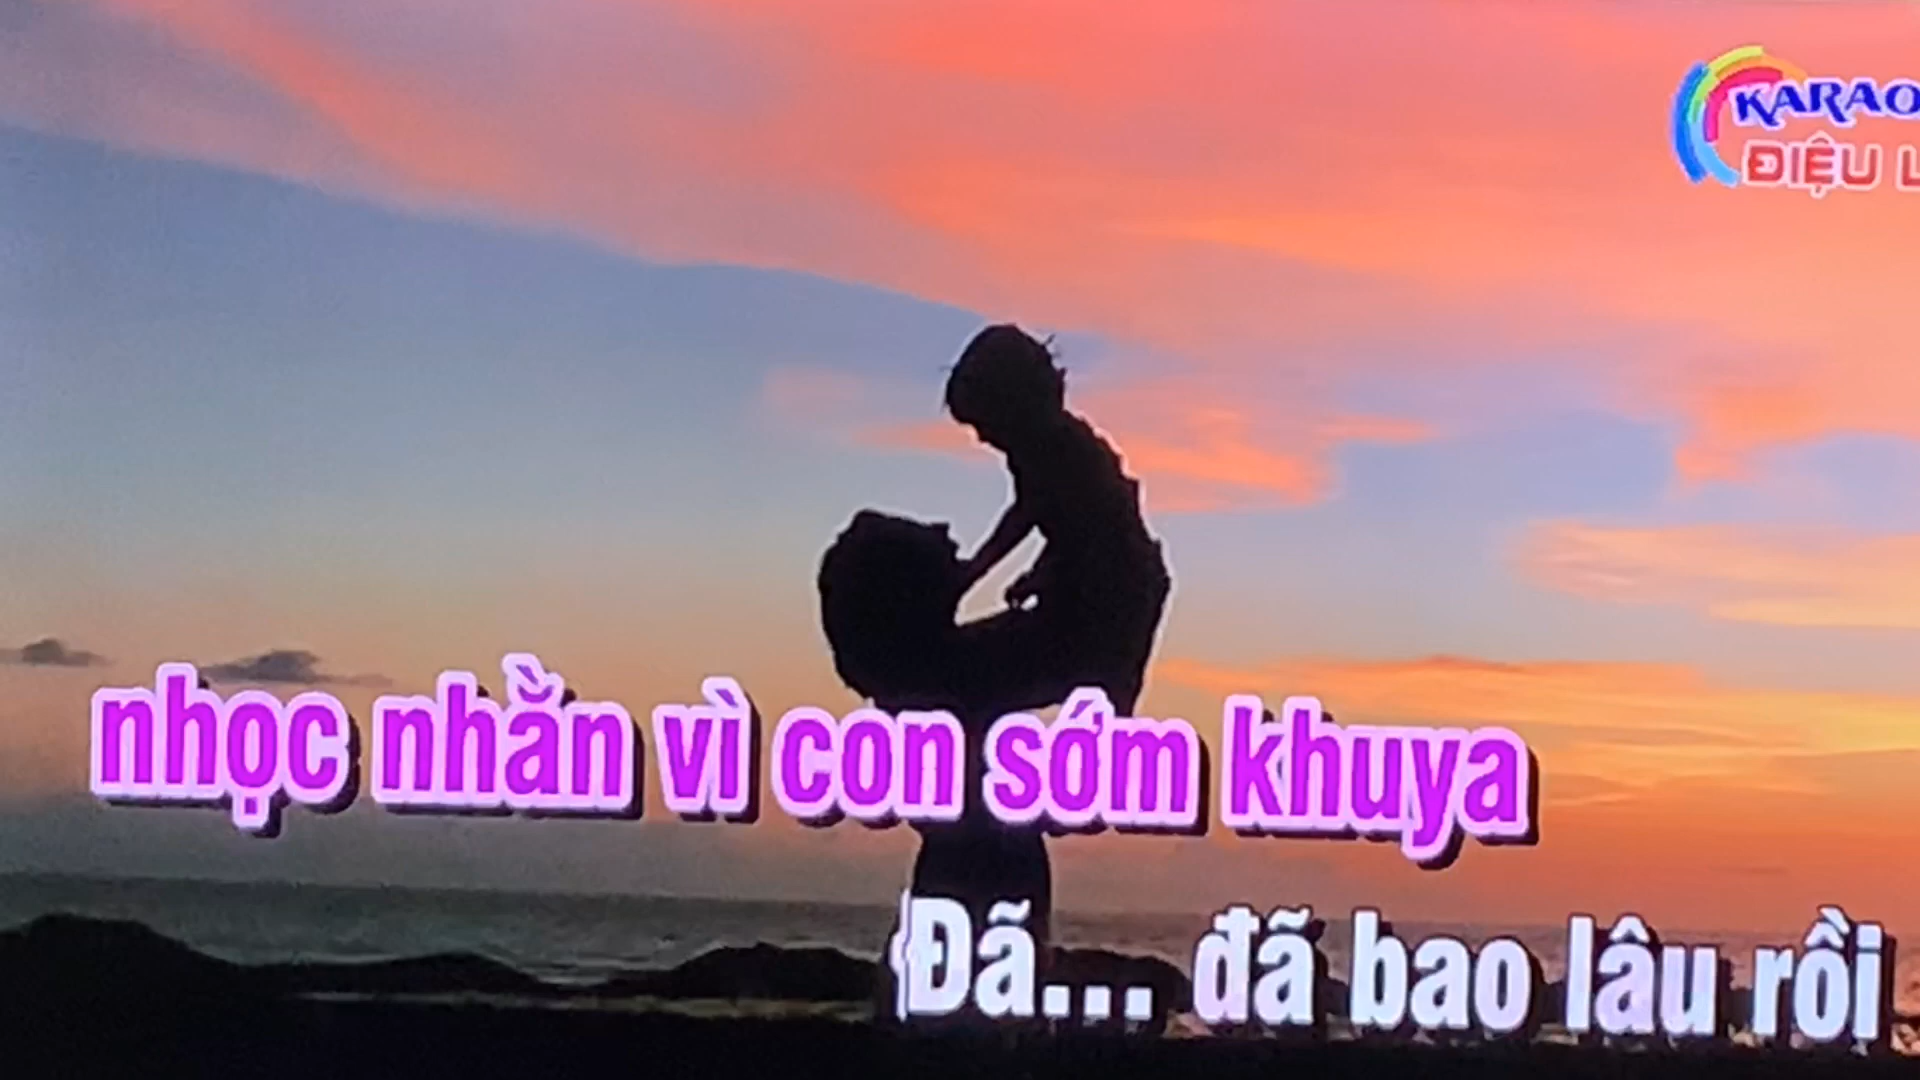 KARAO
ĐIỆU L
nhọc nhằn vì con sớm khuya
Đã... đã bao lâu rồi